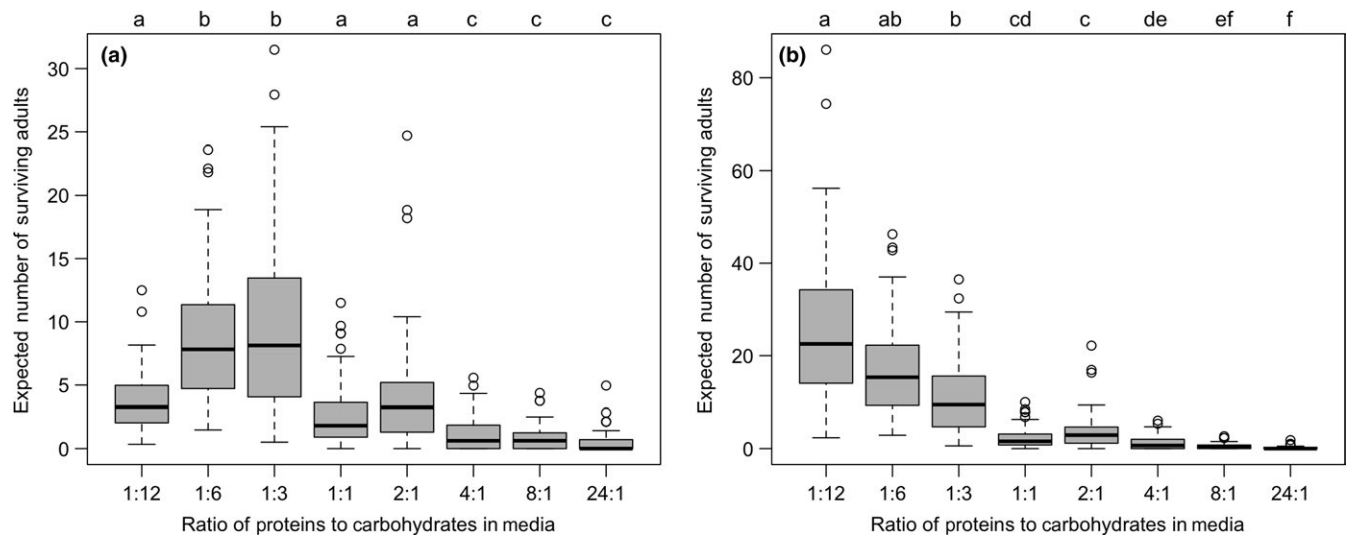 a b b a a c c c
(a)
Expected number of surviving adults
30
25
20
15
10
5
0
1:12 1:6 1:3 1:1 2:1 4:1 8:1 24:1
Ratio of proteins to carbohydrates in media
a ab b cd c de ef f
(b)
Expected number of surviving adults
80
60
40
20
0
1:12 1:6 1:3 1:1 2:1 4:1 8:1 24:1
Ratio of proteins to carbohydrates in media